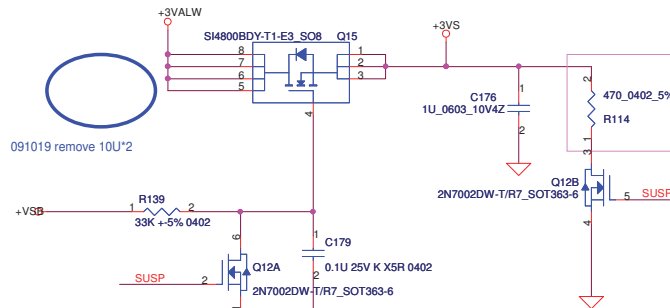 +3VALW
+3VS
SI4800BDY-T1-E3_SO8 Q15
8 1
7 2
6 3
5
4
C176
1U_0603_10V4Z
1
2
2
470_0402_5%
R114
1
091019 remove 10U*2
3
Q12B
2N7002DW-T/R7_SOT363-6
5 SUSP
4
+VSB
R139
1 2
33K +-5% 0402
1
C179
0.1U 25V K X5R 0402
2
6
Q12A
SUSP 2
2N7002DW-T/R7_SOT363-6